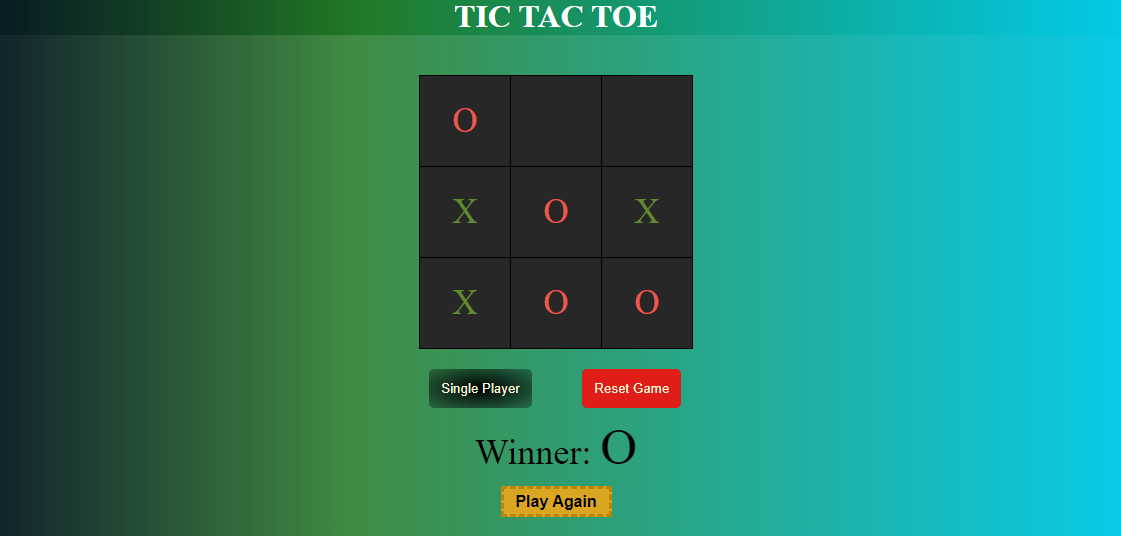 TIC TAC TOE
O
X O X
X O O
Single Player Reset Game
Winner: O
Play Again